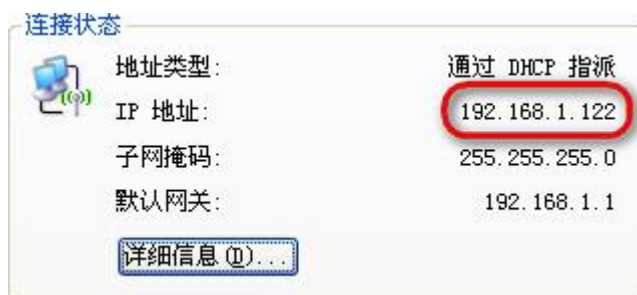 连接状态
地址类型: 通过 DHCP 指派
IP 地址: 192.168.1.122
子网掩码: 255.255.255.0
默认网关: 192.168.1.1
详细信息(D)...